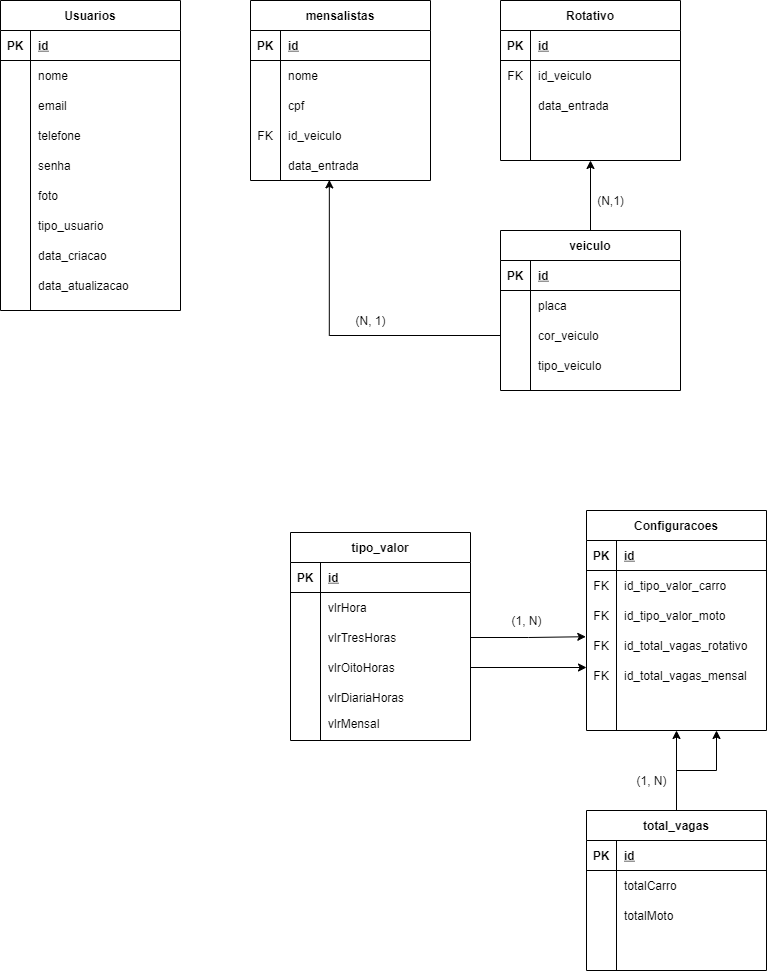 Usuarios
PK id
nome
email
telefone
senha
foto
tipo_usuario
data_criacao
data_atualizacao
mensalistas
PK id
nome
cpf
FK id_veiculo
data_entrada
Rotativo
PK id
FK id_veiculo
data_entrada
(N,1)
veiculo
PK id
placa
cor_veiculo
tipo_veiculo
(N, 1)
tipo_valor
PK id
vlrHora
vlrTresHoras
vlrOitoHoras
vlrDiariaHoras
vlrMensal
(1, N)
Configuracoes
PK id
FK id_tipo_valor_carro
FK id_tipo_valor_moto
FK id_total_vagas_rotativo
FK id_total_vagas_mensal
(1, N)
total_vagas
PK id
totalCarro
totalMoto